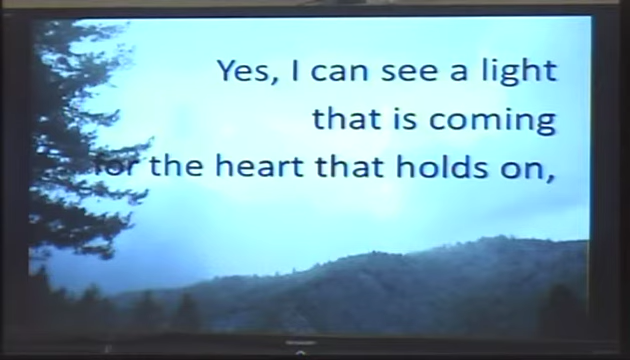 Yes, I can see a light
that is coming
for the heart that holds on,